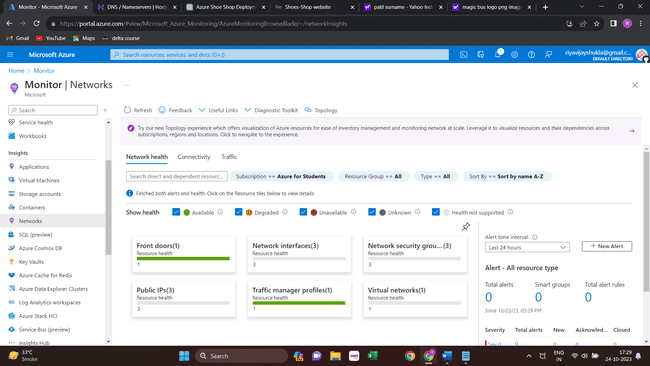 Monitor - Microsoft Azure
DNS / Nameservers | Host
Azure Shoe Shop Deploym
Shoes-Shop website
patil surname - Yahoo Indi
magic bus logo png imag
portal.azure.com/#view/Microsoft_Azure_Monitoring/AzureMonitoringBrowseBlade/~/networkInsights
Gmail
YouTube
Maps
delta course
Microsoft Azure
Search resources, services, and docs (G+/)
1
riyavijayshukla@gmail.c...
DEFAULT DIRECTORY
Home > Monitor
Monitor | Networks ...
Microsoft
Search
Service health
Workbooks
Insights
Applications
Virtual Machines
Storage accounts
Containers
Networks
SQL (preview)
Azure Cosmos DB
Key Vaults
Azure Cache for Redis
Azure Data Explorer Clusters
Log Analytics workspaces
Azure Stack HCI
Service Bus (preview)
Insights Hub
Refresh
Feedback
Useful Links
Diagnostic Toolkit
Topology
Try our new Topology experience which offers visualization of Azure resources for ease of inventory management and monitoring network at scale. Leverage it to visualize resources and their dependencies across
subscriptions, regions and locations. Click to navigate to the experience.
Network health
Connectivity
Traffic
Search direct and dependent resourc...
Subscription == Azure for Students
Resource Group == All
Type == All
Sort By == Sort by name A-Z
Fetched both alerts and health. Click on the Resource tiles below to view details
Show health
Available
Degraded
Unavailable
Unknown
Health not supported
Front doors(1)
Resource health
1
Network interfaces(3)
Resource health
3
Network security grou... (3)
Resource health
3
Public IPs(3)
Resource health
3
Traffic manager profiles(1)
Resource health
1
Virtual networks(1)
Resource health
1
Alert time interval
Last 24 hours
+ New Alert
Alert - All resource type
Total alerts
Smart groups
Total alert rules
0
0
0
Since 10/23/2023, 05:29 PM
Severity
Total alerts
New
Acknowled...
Closed
Sev 0
33°C
Smoke
Search
ENG
IN
17:29
24-10-2023